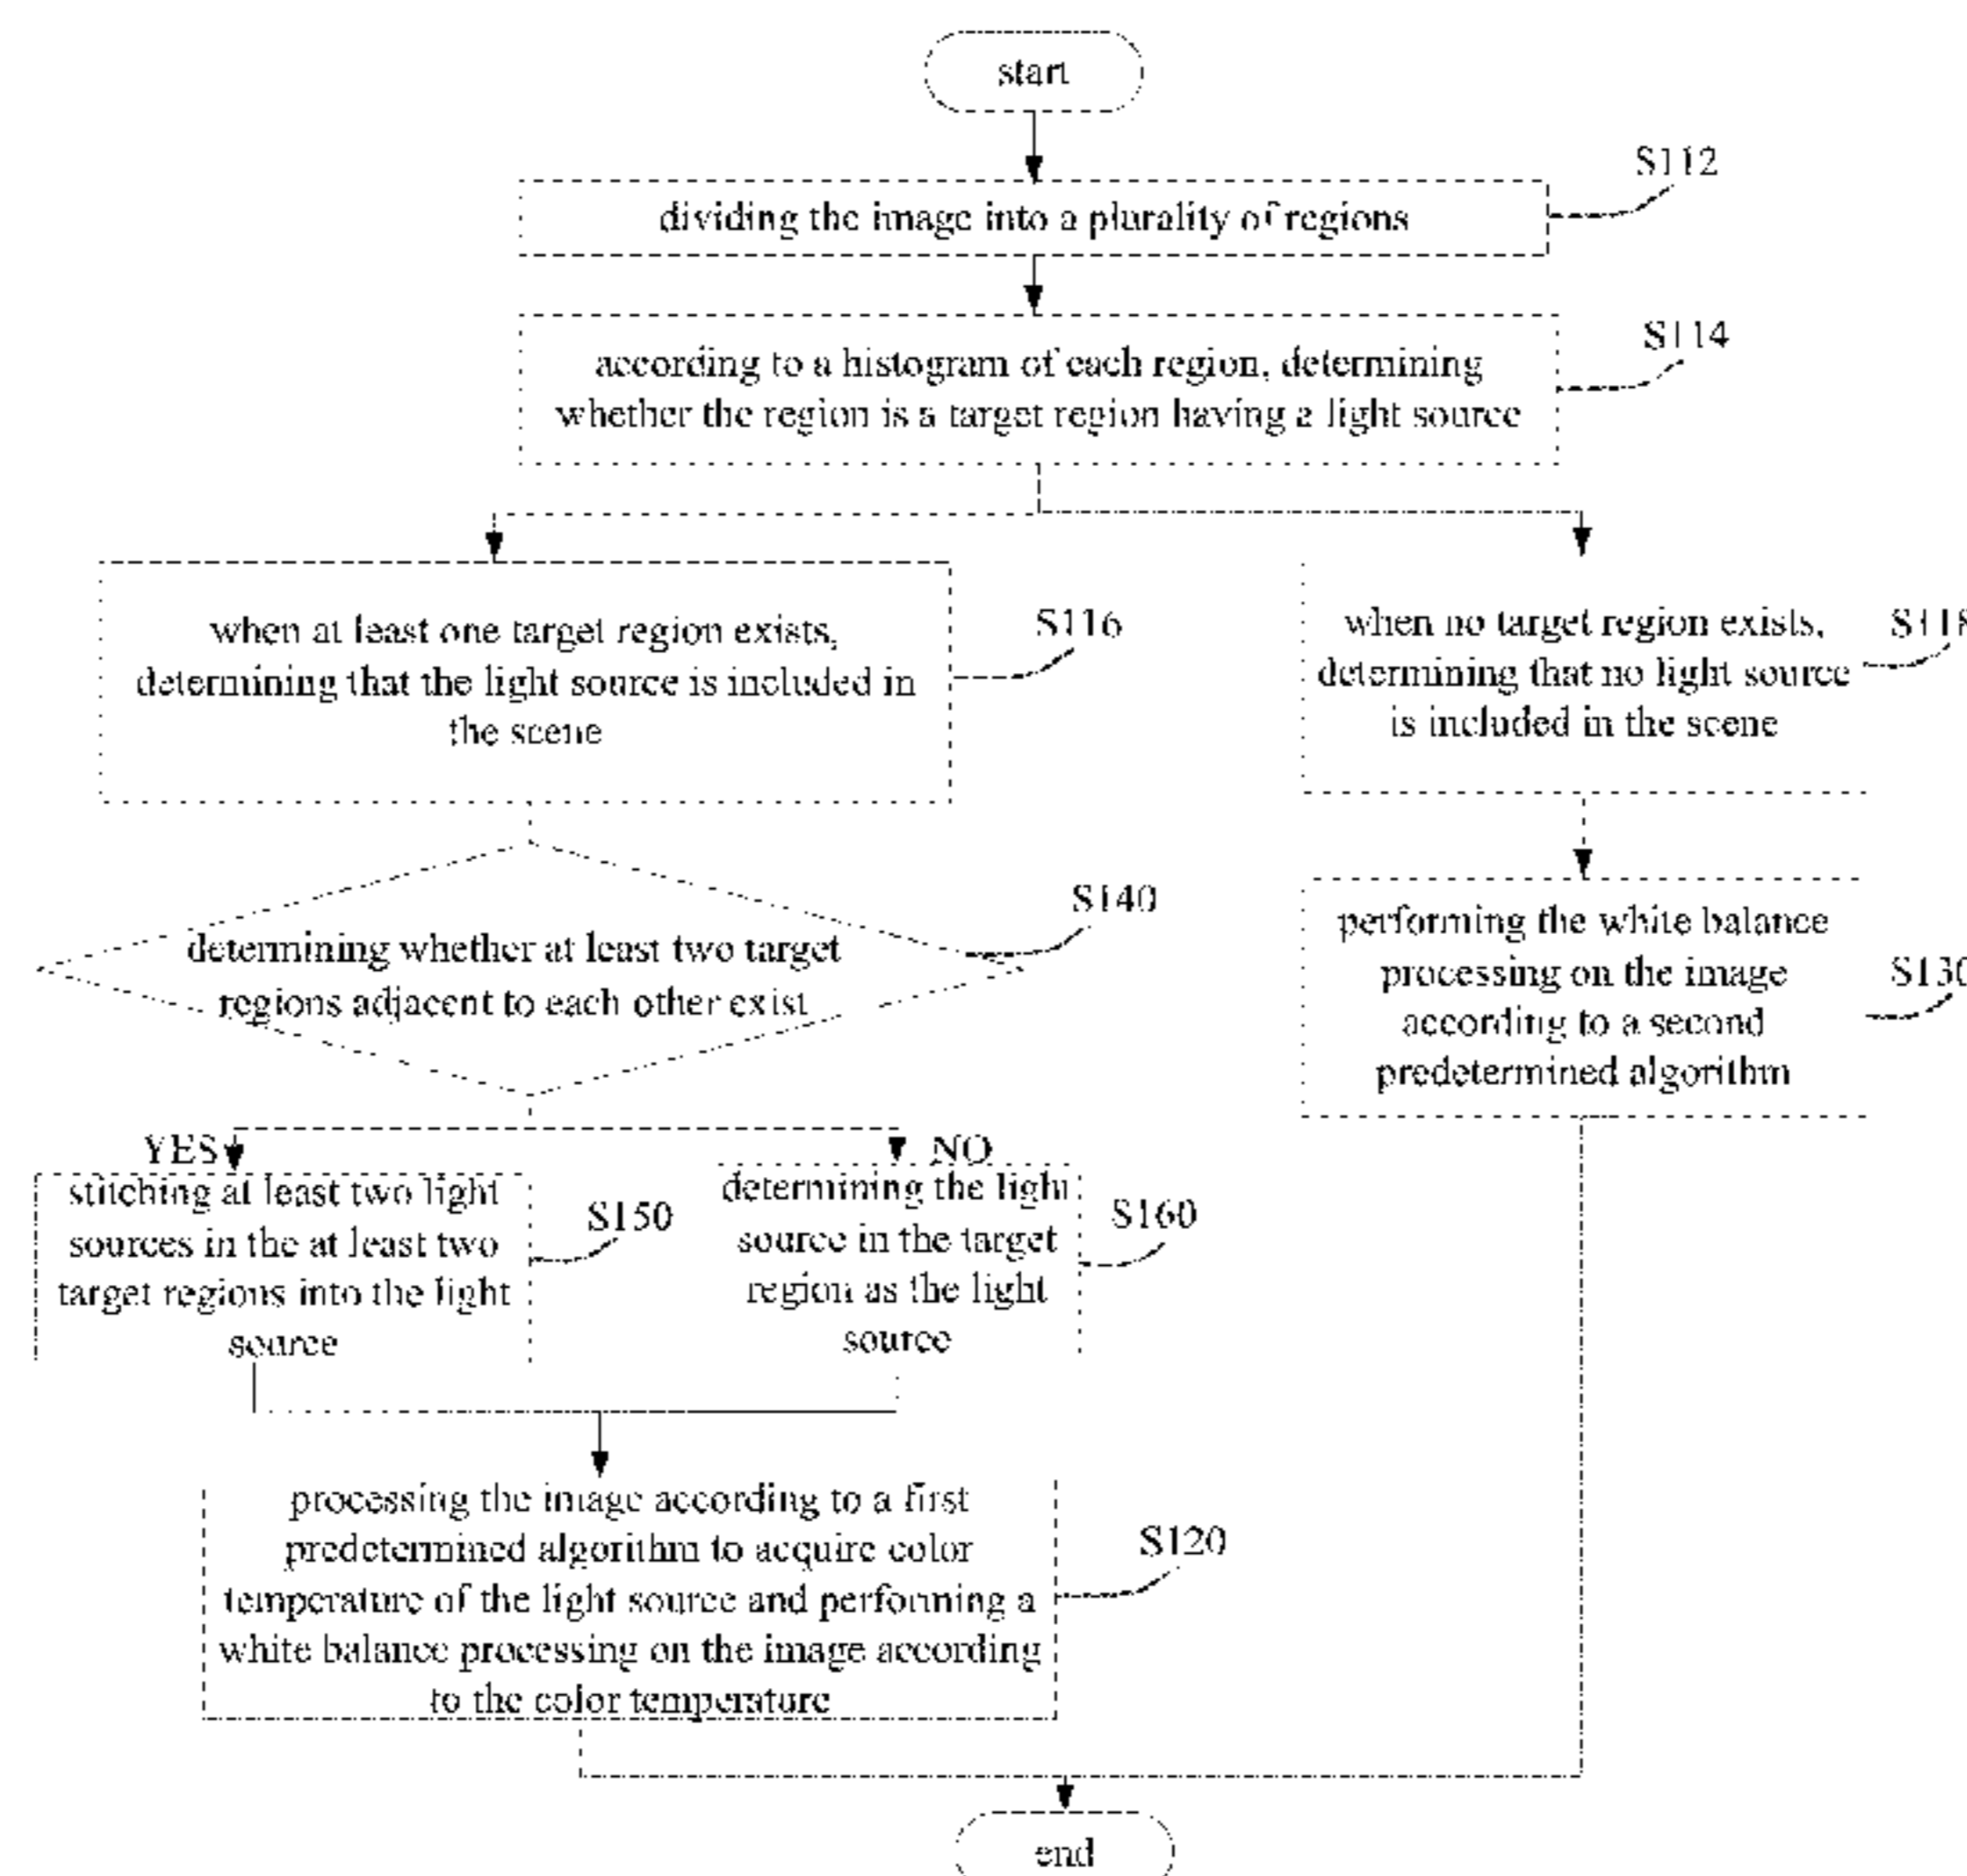 start
S112
dividing the image into a plurality of regions
S114
according to a histogram of each region, determining
whether the region is a target region having a light source
S116
when at least one target region exists,
determining that the light source is included in
the scene
S118
when no target region exists,
determining that no light source
is included in the scene
S140
determining whether at least two target
regions adjacent to each other exist
S130
performing the white balance
processing on the image
according to a second
predetermined algorithm
YES
NO
stitching at least two light
sources in the at least two
target regions into the light
source
S150
determining the light
source in the target
region as the light
source
S160
processing the image according to a first
predetermined algorithm to acquire color
temperature of the light source and performing a
white balance processing on the image according
to the color temperature
S120
end